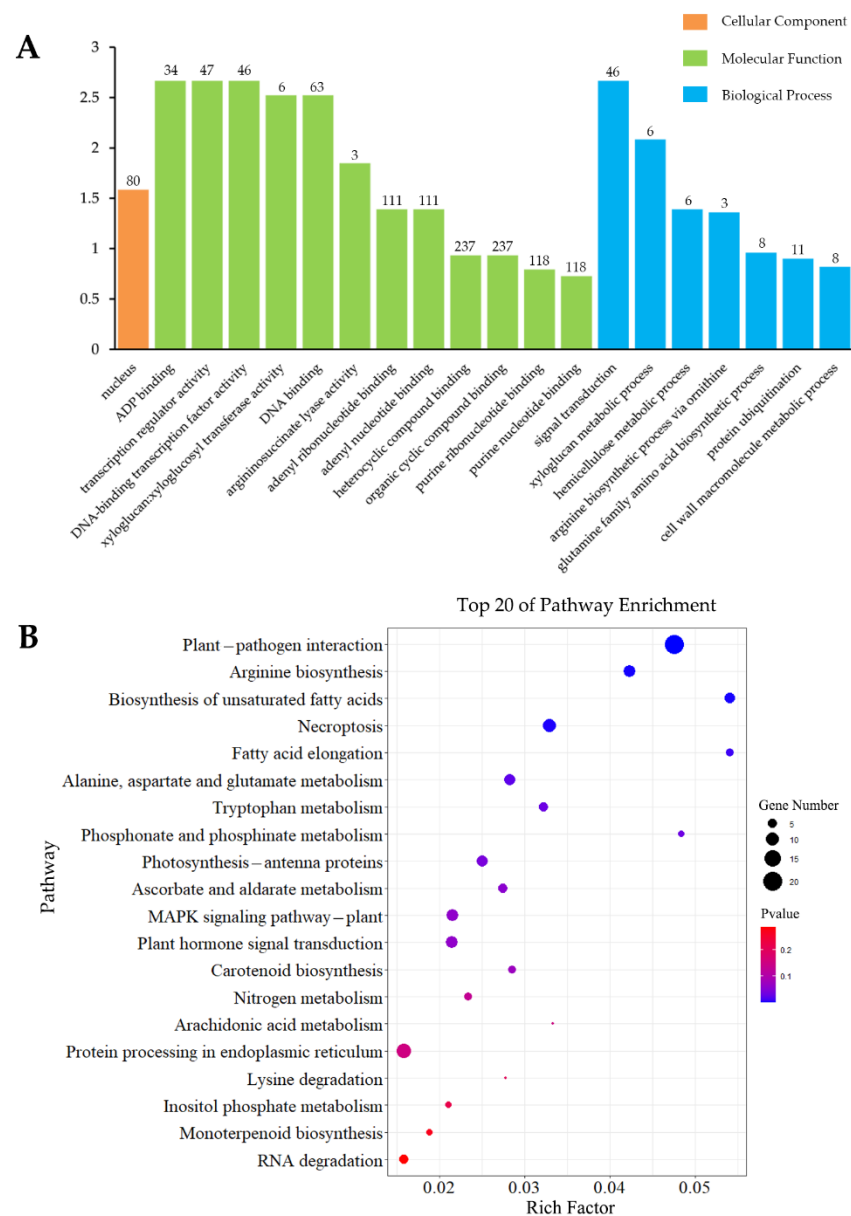 A
Cellular Component
Molecular Function
Biological Process
3
2.5
2
1.5
1
0.5
0
80
34
47
46
6
63
3
111
111
237
237
118
118
46
6
6
3
8
11
8
nucleus
ADP binding
transcription regulator activity
DNA-binding transcription factor activity
xyloglucan:xyloglucosyl transferase activity
DNA binding
argininosuccinate lyase activity
adenyl ribonucleotide binding
adenyl nucleotide binding
heterocyclic compound binding
organic cyclic compound binding
purine ribonucleotide binding
purine nucleotide binding
signal transduction
xyloglucan metabolic process
hemicellulose metabolic process
arginine biosynthetic process via ornithine
glutamine family amino acid biosynthetic process
protein ubiquitination
cell wall macromolecule metabolic process
B
Top 20 of Pathway Enrichment
Pathway
Plant−pathogen interaction
Arginine biosynthesis
Biosynthesis of unsaturated fatty acids
Necroptosis
Fatty acid elongation
Alanine, aspartate and glutamate metabolism
Tryptophan metabolism
Phosphonate and phosphinate metabolism
Photosynthesis−antenna proteins
Ascorbate and aldarate metabolism
MAPK signaling pathway−plant
Plant hormone signal transduction
Carotenoid biosynthesis
Nitrogen metabolism
Arachidonic acid metabolism
Protein processing in endoplasmic reticulum
Lysine degradation
Inositol phosphate metabolism
Monoterpenoid biosynthesis
RNA degradation
0.02
0.03
0.04
0.05
Rich Factor
Gene Number
5
10
15
20
Pvalue
0.2
0.1